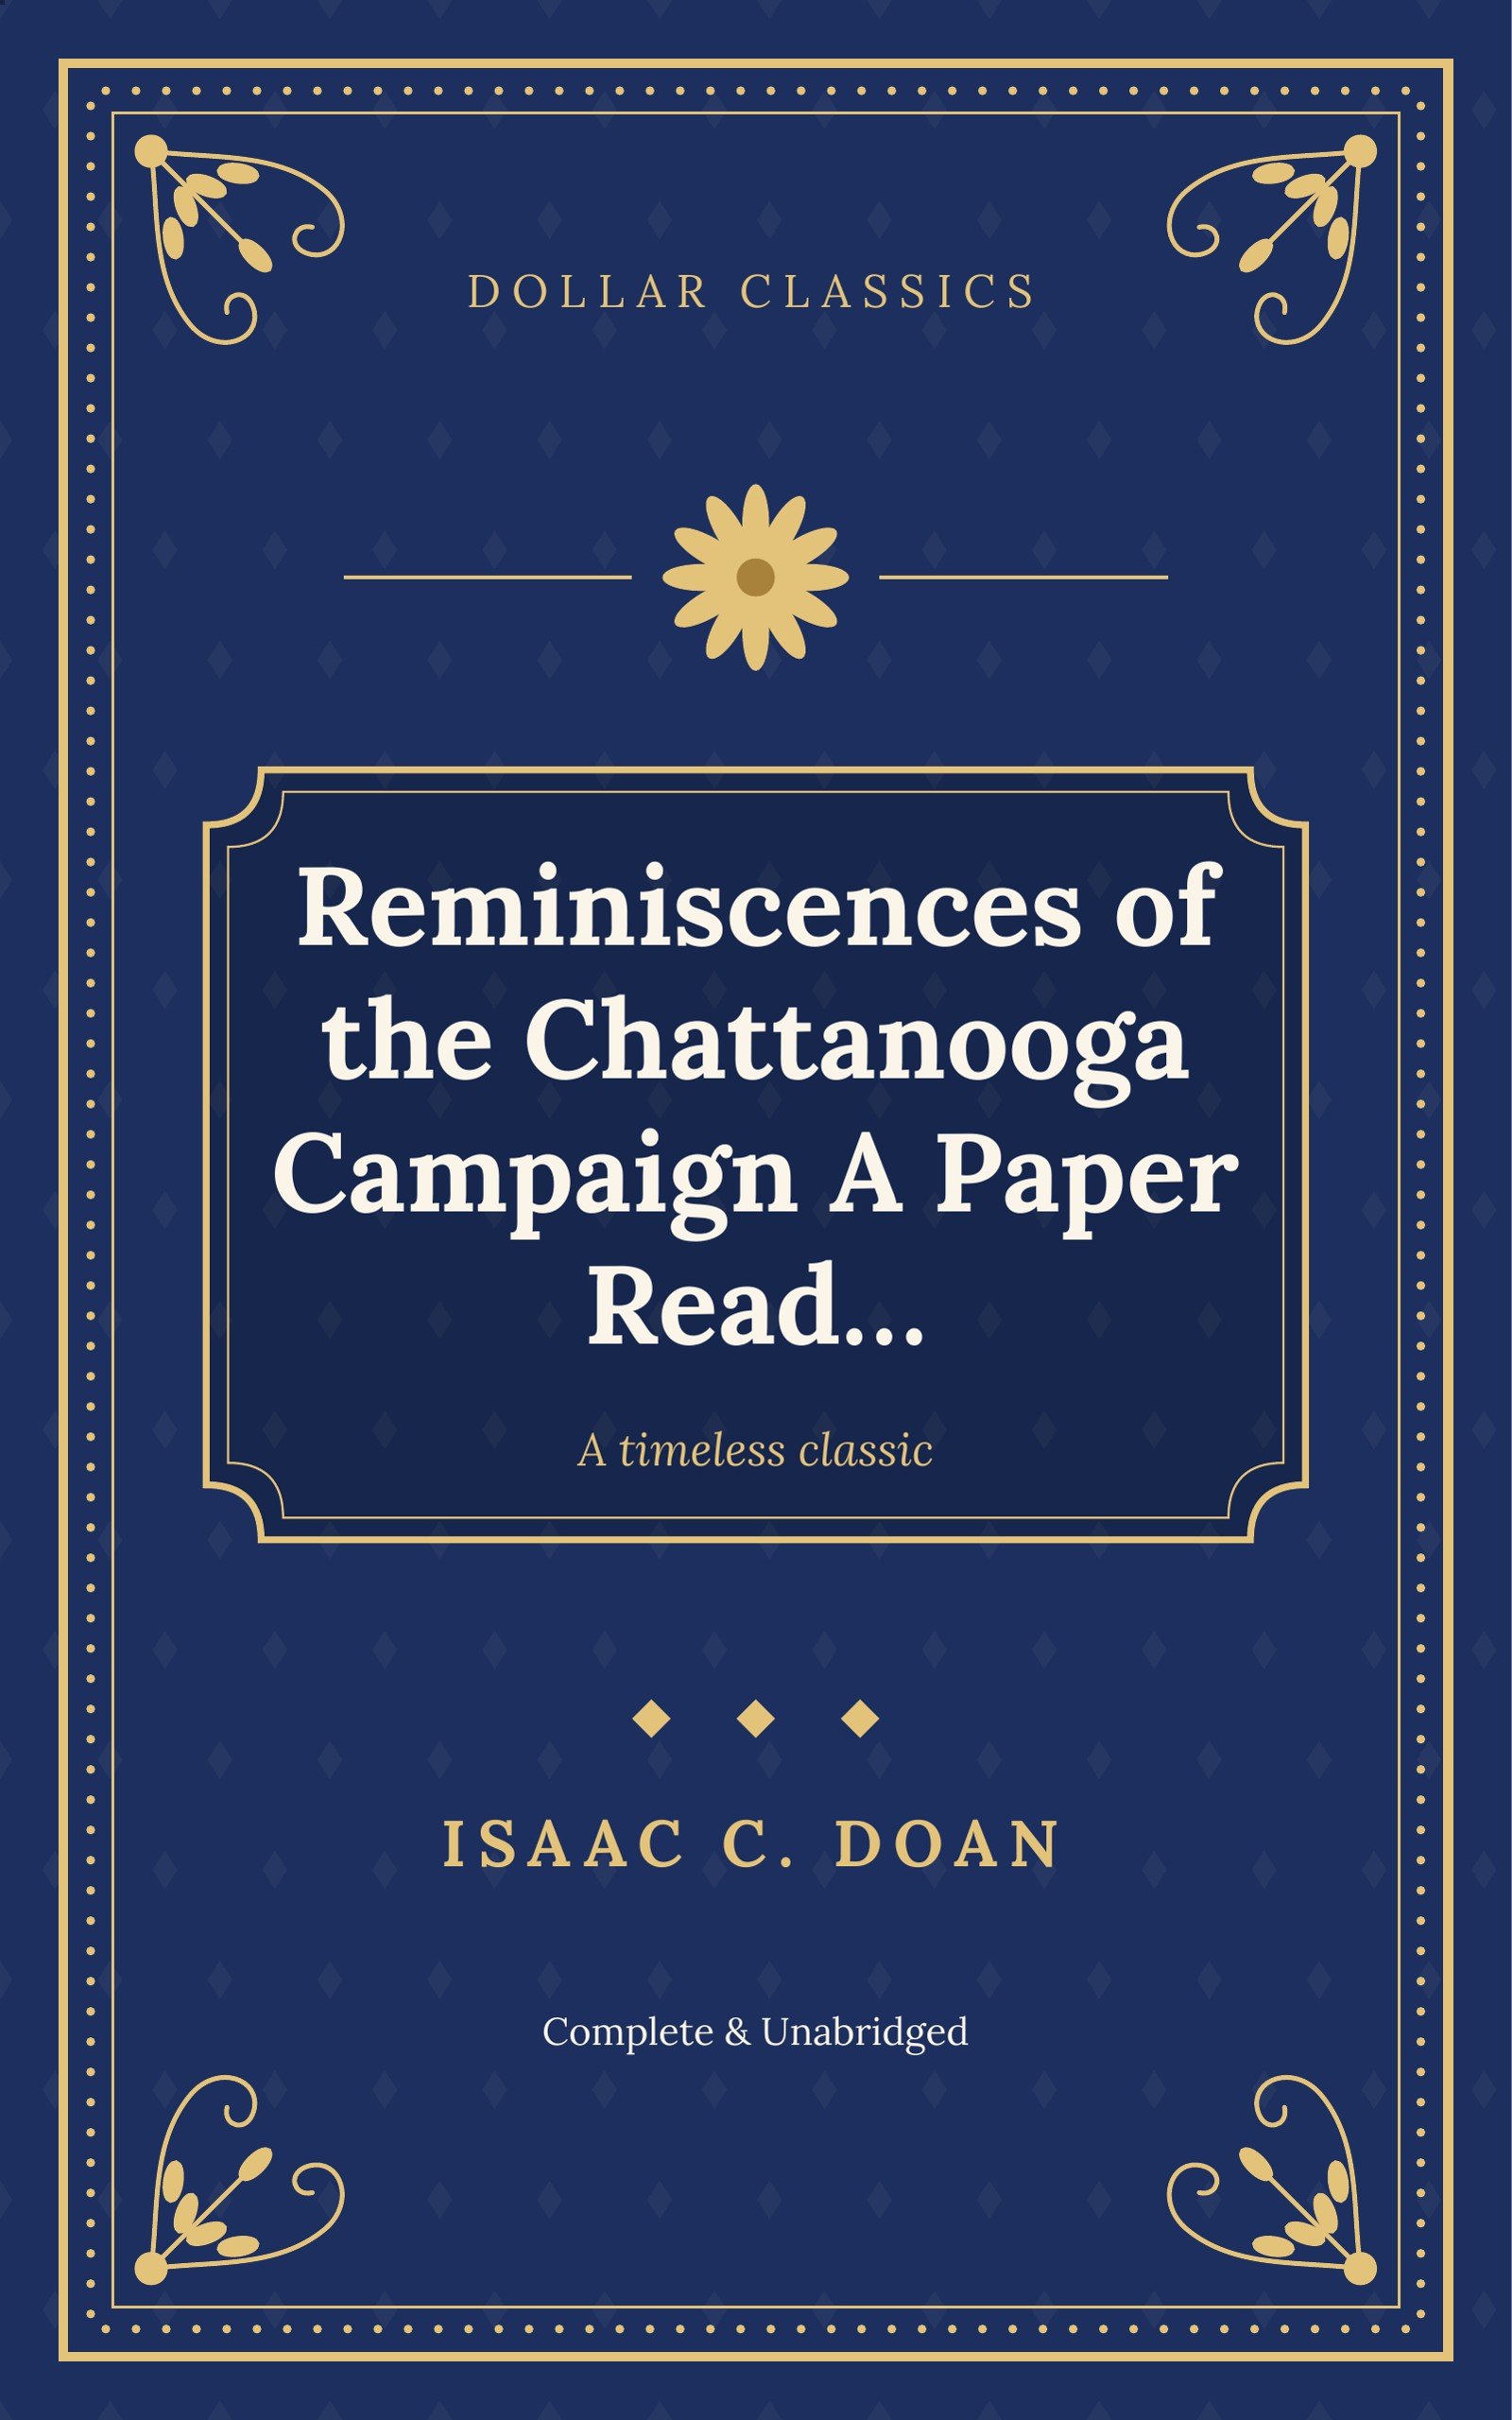 DOLLAR CLASSICS
Reminiscences of
the Chattanooga
Campaign A Paper
Read...
A timeless classic
ISAAC C. DOAN
Complete & Unabridged